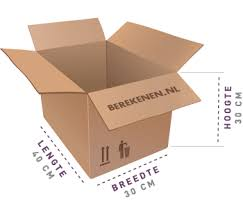 BEREKENEN.NL
HOOGTE
30 CM
LENGTE
40 CM
BREEDTE
30 CM